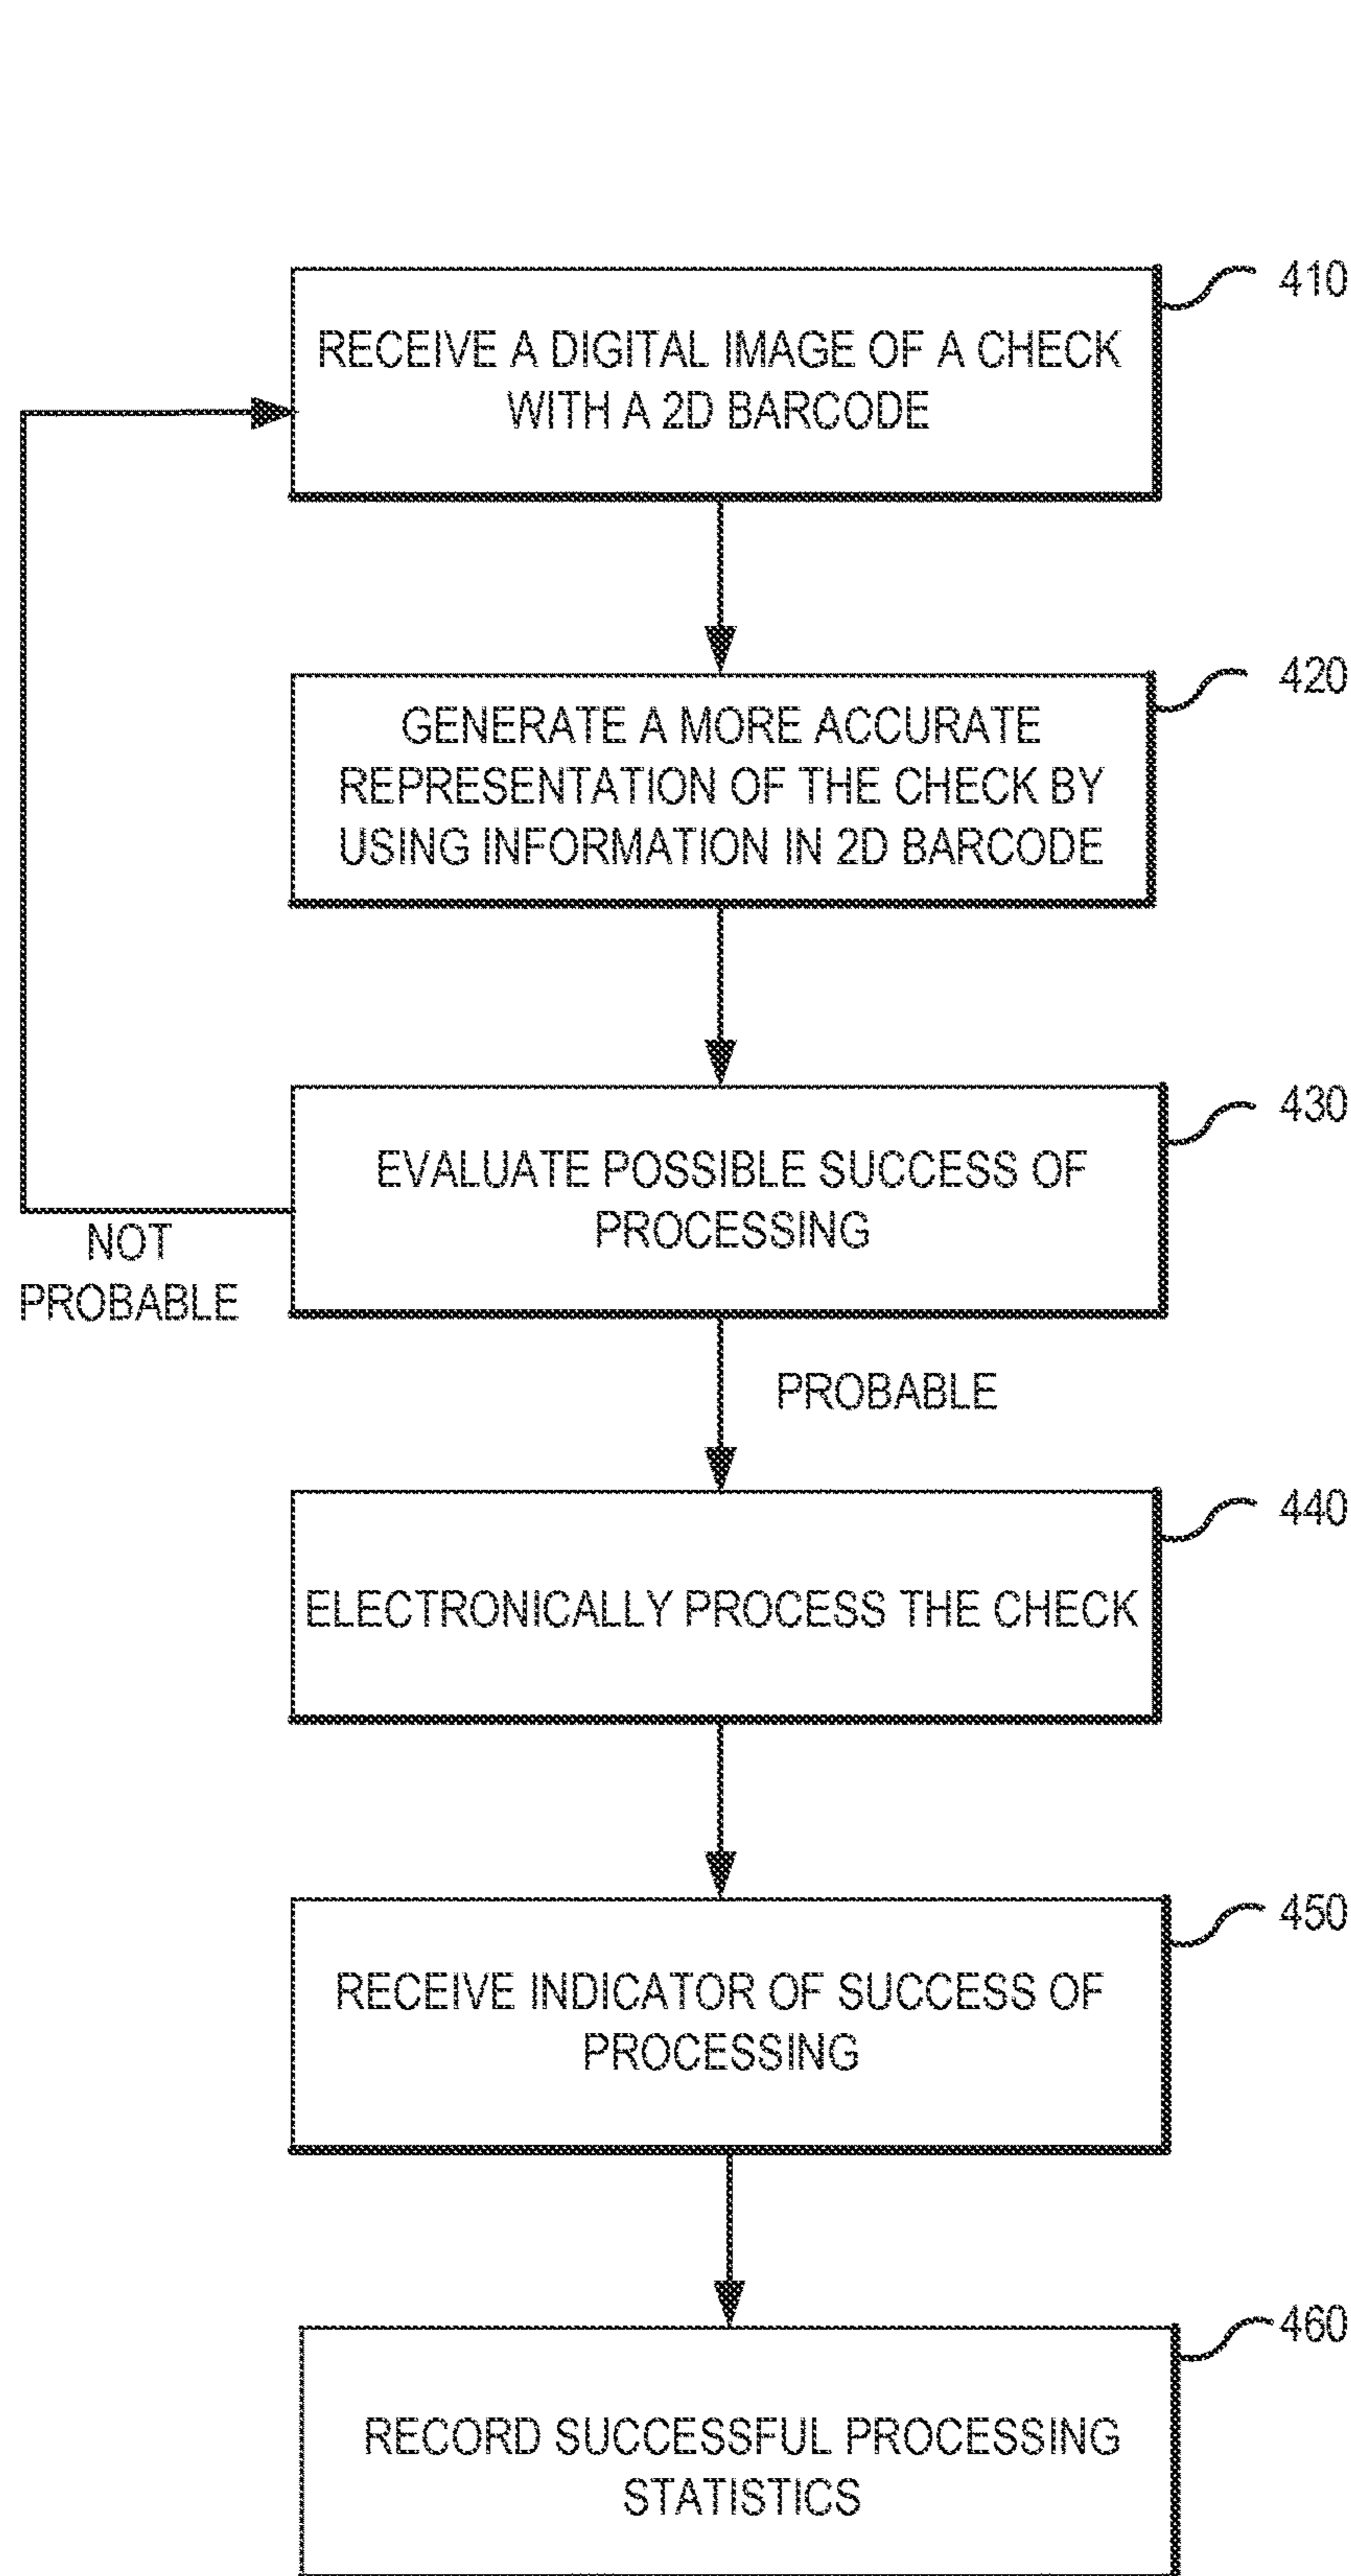 410
RECEIVE A DIGITAL IMAGE OF A CHECK
WITH A 2D BARCODE
420
GENERATE A MORE ACCURATE
REPRESENTATION OF THE CHECK BY
USING INFORMATION IN 2D BARCODE
430
EVALUATE POSSIBLE SUCCESS OF
PROCESSING
NOT
PROBABLE
PROBABLE
440
ELECTRONICALLY PROCESS THE CHECK
450
RECEIVE INDICATOR OF SUCCESS OF
PROCESSING
460
RECORD SUCCESSFUL PROCESSING
STATISTICS